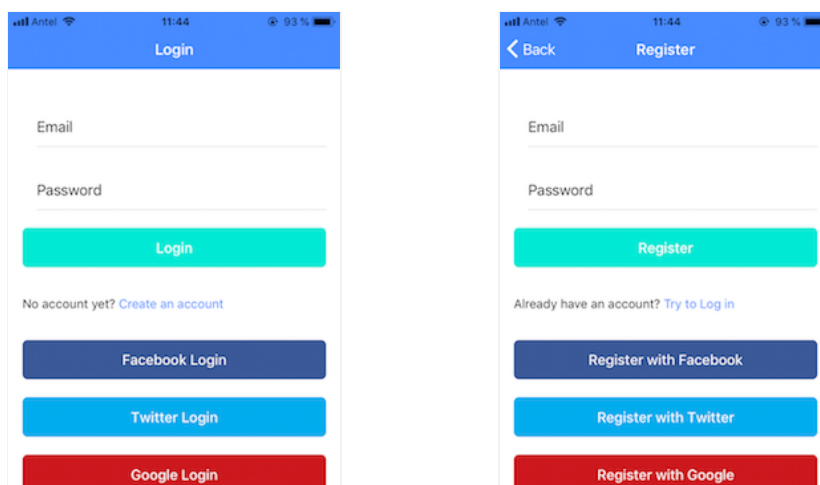 Antel 11:44 93 %
Login
Email
Password
Login
No account yet? Create an account
Facebook Login
Twitter Login
Google Login
Antel 11:44 93 %
Back Register
Email
Password
Register
Already have an account? Try to Log in
Register with Facebook
Register with Twitter
Register with Google